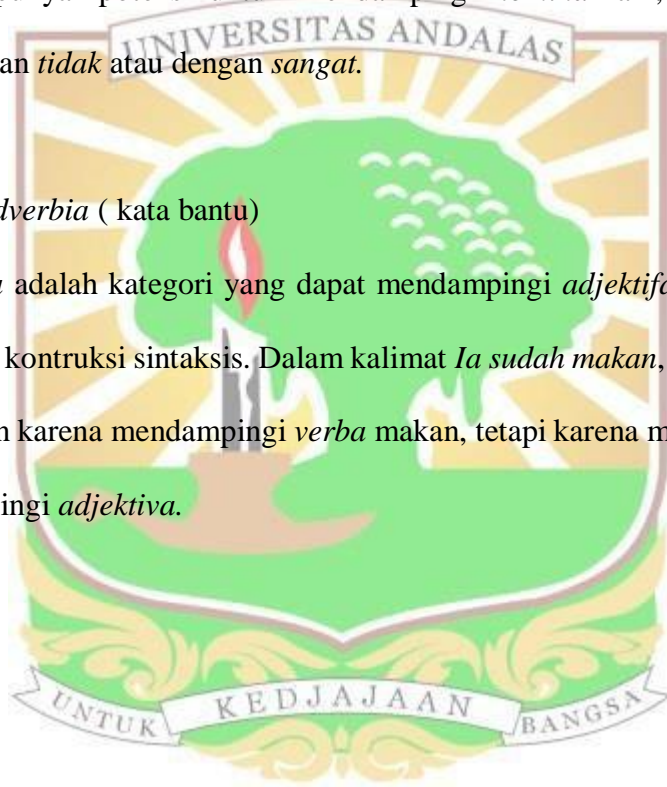 UNIVERSITAS ANDALAS
an tidak atau dengan sangat.
dverbia ( kata bantu)
adalah kategori yang dapat mendampingi adjektifa
kontruksi sintaksis. Dalam kalimat Ia sudah makan,
karena mendampingi verba makan, tetapi karena m
ingi adjektiva.
UNTUK KEDJAJAAN BANGSA